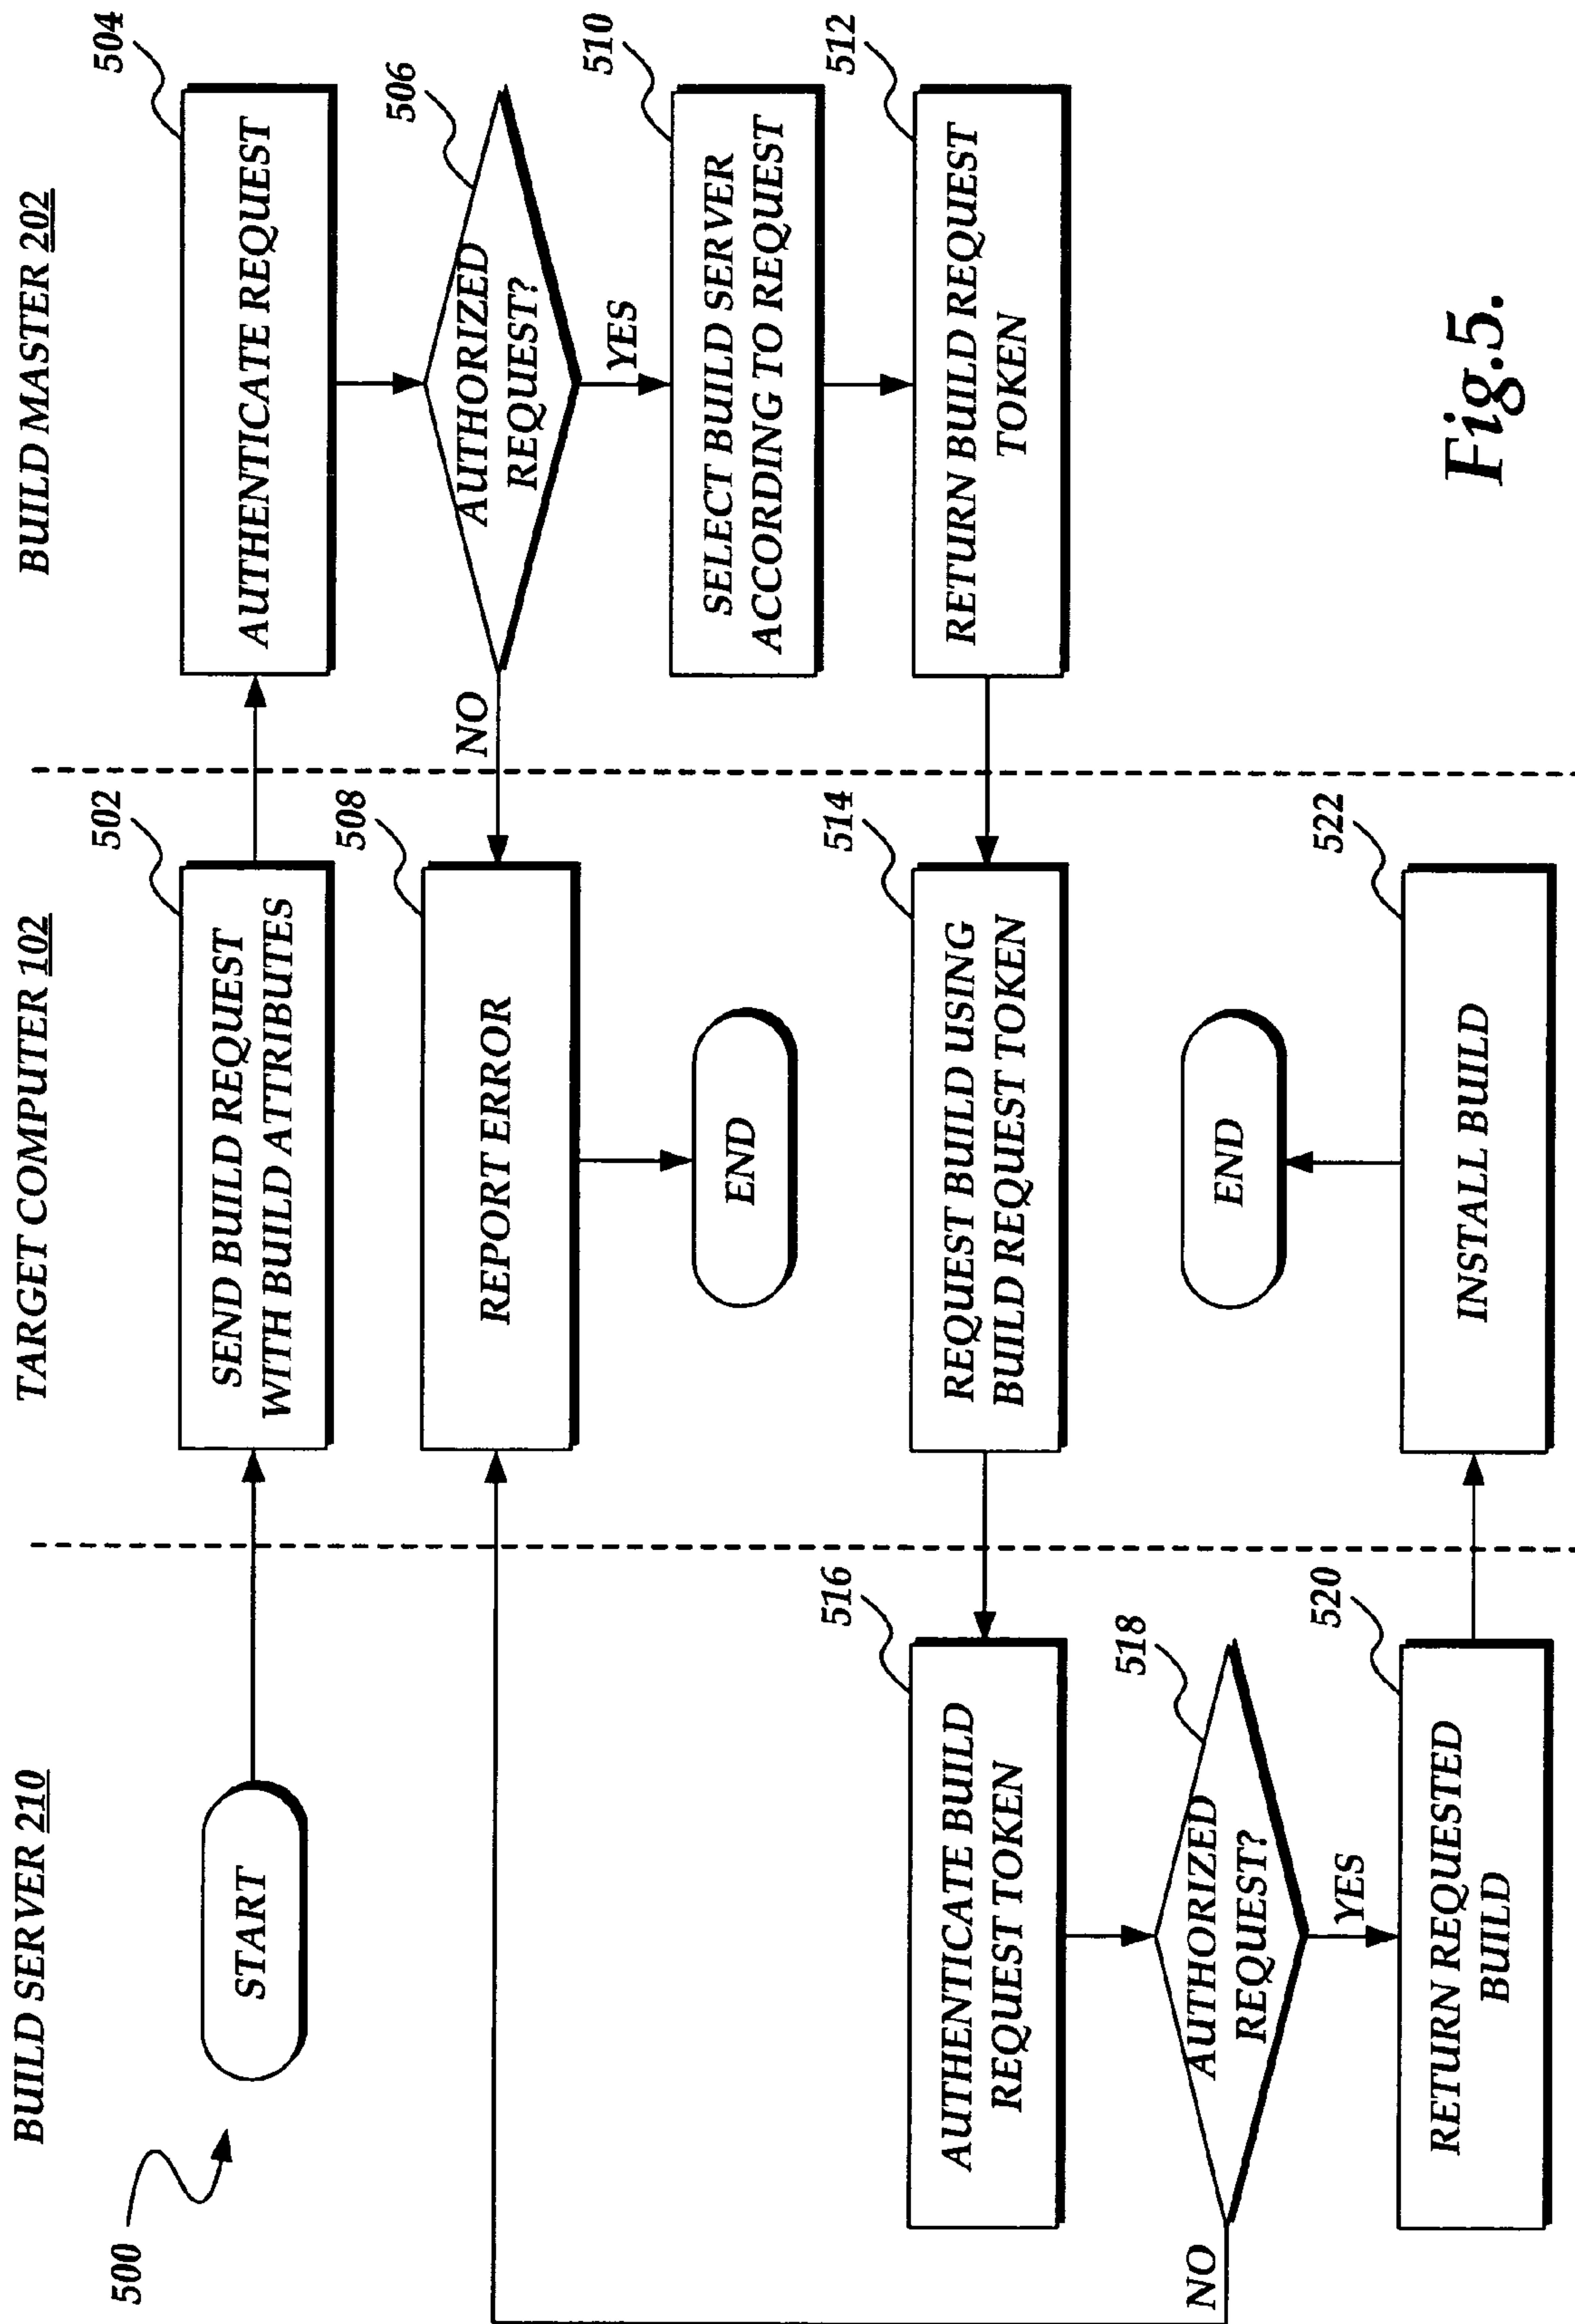 BUILD SERVER 210
TARGET COMPUTER 102
BUILD MASTER 202
500
START
502
SEND BUILD REQUEST
WITH BUILD ATTRIBUTES
504
AUTHENTICATE REQUEST
506
AUTHORIZED
REQUEST?
NO
YES
508
REPORT ERROR
END
510
SELECT BUILD SERVER
ACCORDING TO REQUEST
512
RETURN BUILD REQUEST
TOKEN
514
REQUEST BUILD USING
BUILD REQUEST TOKEN
516
AUTHENTICATE BUILD
REQUEST TOKEN
518
AUTHORIZED
REQUEST?
NO
YES
520
RETURN REQUESTED
BUILD
522
INSTALL BUILD
END
Fig.5.